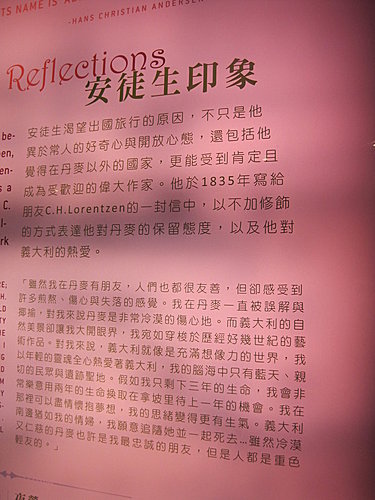 TS NAME IS
-HANS CHRISTIAN ANDERSEN
Reflections
安徒生印象
安徒生渴望出國旅行的原因，不只是他
異於常人的好奇心與開放心態，還包括他
覺得在丹麥以外的國家，更能受到肯定且
成為受歡迎的偉大作家。他於1835年寫給
朋友C.H.Lorentzen的一封信中，以不加修飾
的方式表達他對丹麥的保留態度，以及他對
義大利的熱愛。
「雖然我在丹麥有朋友，人們也都很友善，但卻感受到
許多煎熬、傷心與失落的感覺。我在丹麥一直被誤解與
揶揄，對我來說丹麥是非常冷漠的傷心地。而義大利的自
然美景卻讓我大開眼界，我宛如穿梭於歷經好幾世紀的藝
術作品。對我來說，義大利就像是充滿想像力的世界，我
以年輕的靈魂全心熱愛著義大利，我的腦海中只有藍天、親
切的民眾與遺跡聖地。假如我只剩下三年的生命，我會非
常樂意用兩年的生命換取在拿坡里待上一年的機會。我在
那裡可以盡情懷抱夢想，我的思緒變得更有生氣。義大利
南邊猶如我的情婦，我願意追隨她並一起死去…雖然冷漠
又仁慈的丹麥也許是我最忠誠的朋友，但是人都是重色
輕友的。」